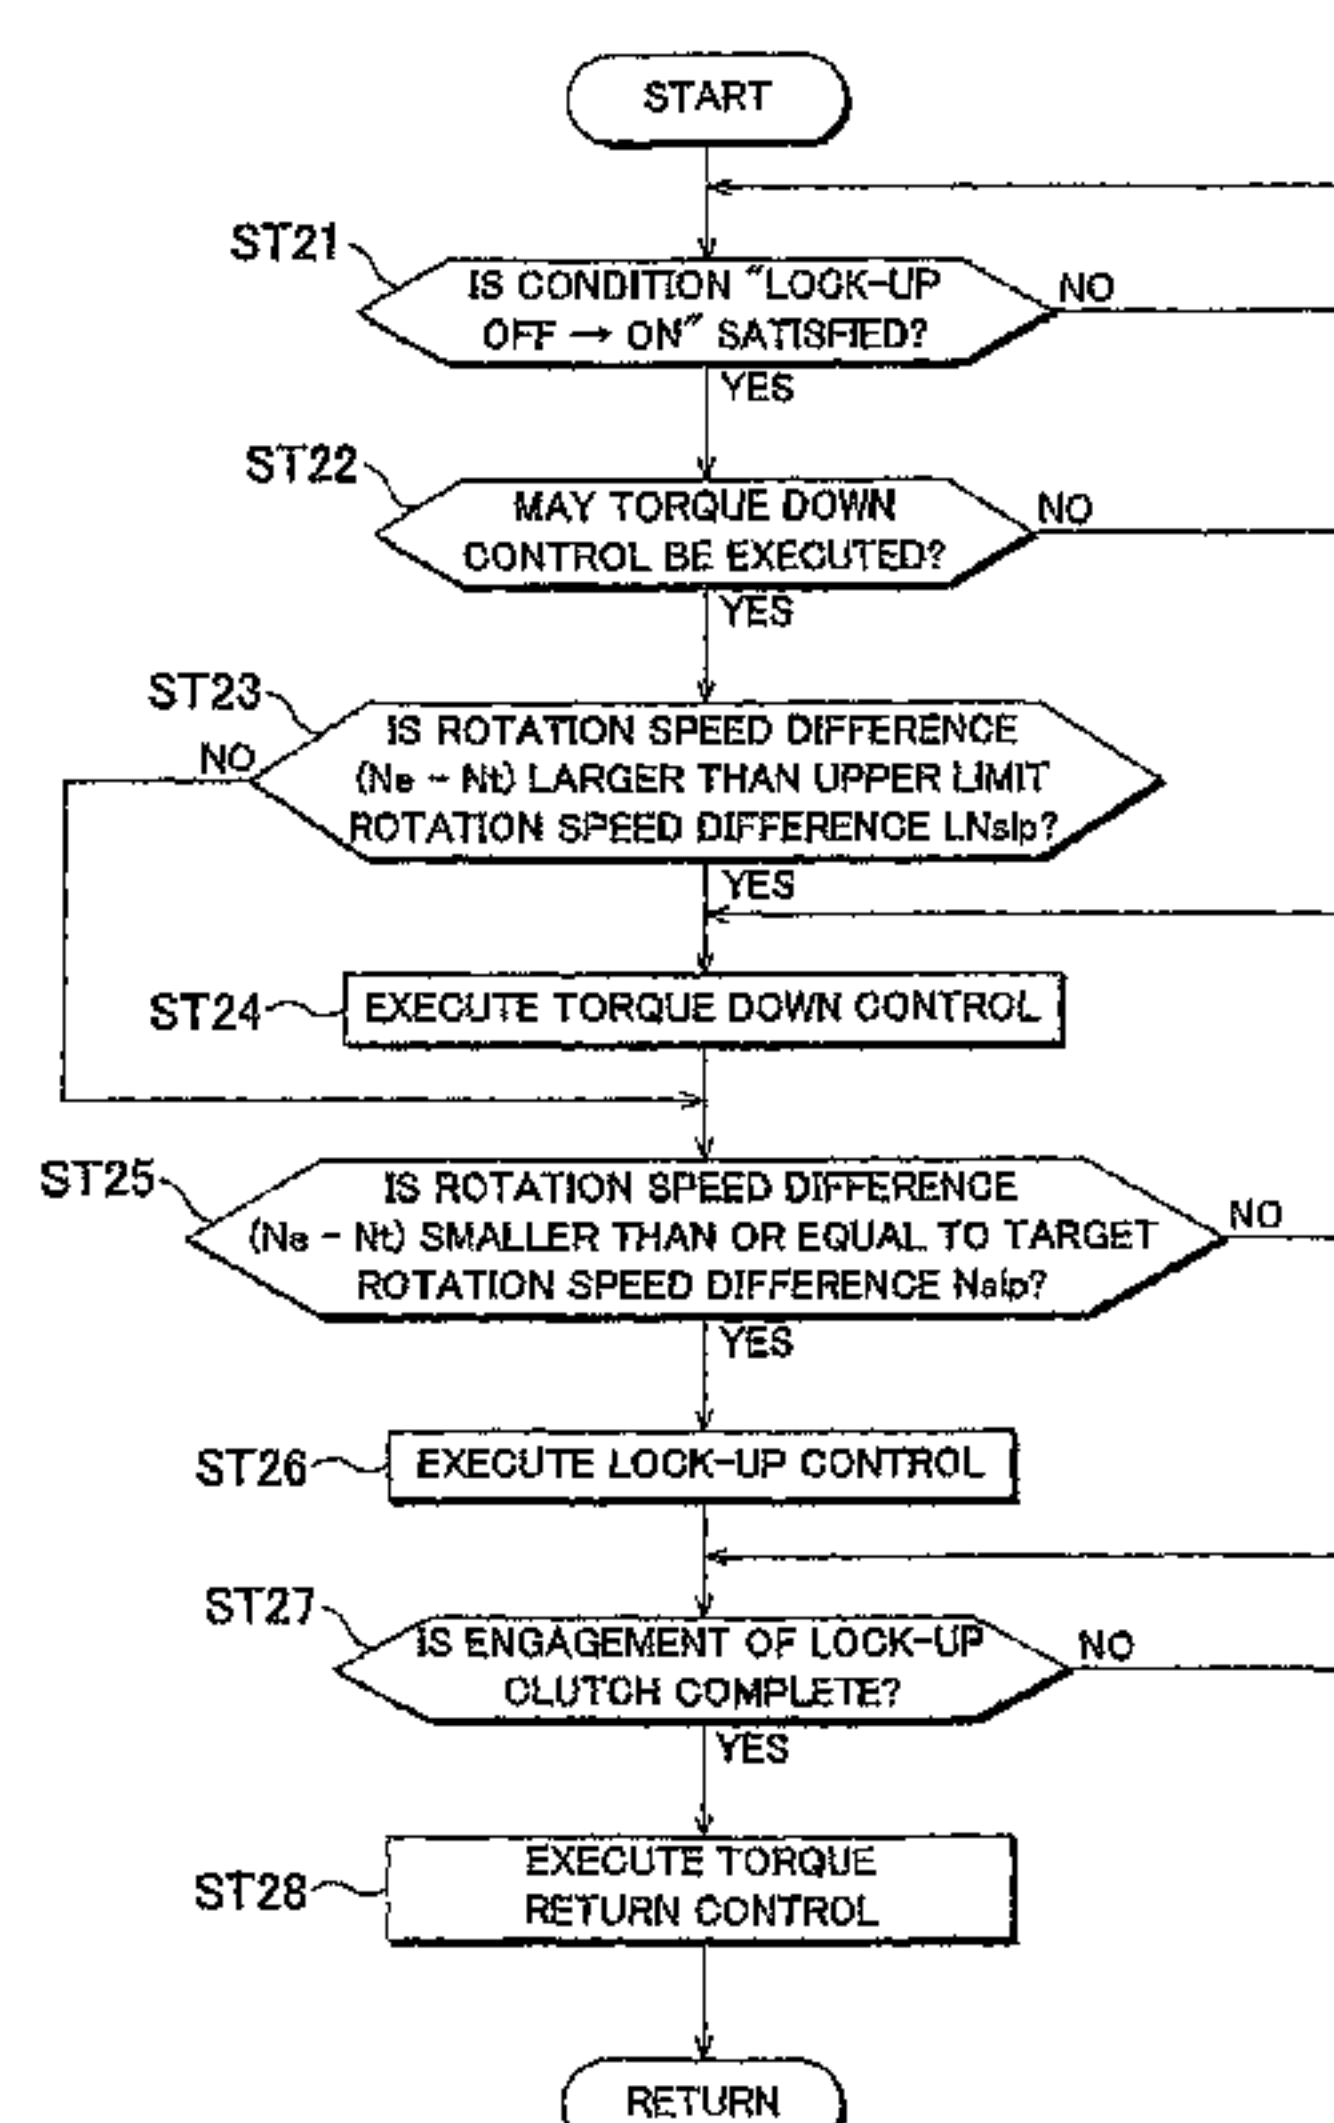 START
ST21
IS CONDITION "LOCK-UP
OFF → ON" SATISFIED?
NO
YES
ST22
MAY TORQUE DOWN
CONTROL BE EXECUTED?
NO
YES
ST23
NO
IS ROTATION SPEED DIFFERENCE
(Ne - Nt) LARGER THAN UPPER LIMIT
ROTATION SPEED DIFFERENCE LNslp?
YES
ST24
EXECUTE TORQUE DOWN CONTROL
ST25
IS ROTATION SPEED DIFFERENCE
(Ne - Nt) SMALLER THAN OR EQUAL TO TARGET
ROTATION SPEED DIFFERENCE Nslp?
NO
YES
ST26
EXECUTE LOCK-UP CONTROL
ST27
IS ENGAGEMENT OF LOCK-UP
CLUTCH COMPLETE?
NO
YES
ST28
EXECUTE TORQUE
RETURN CONTROL
RETURN